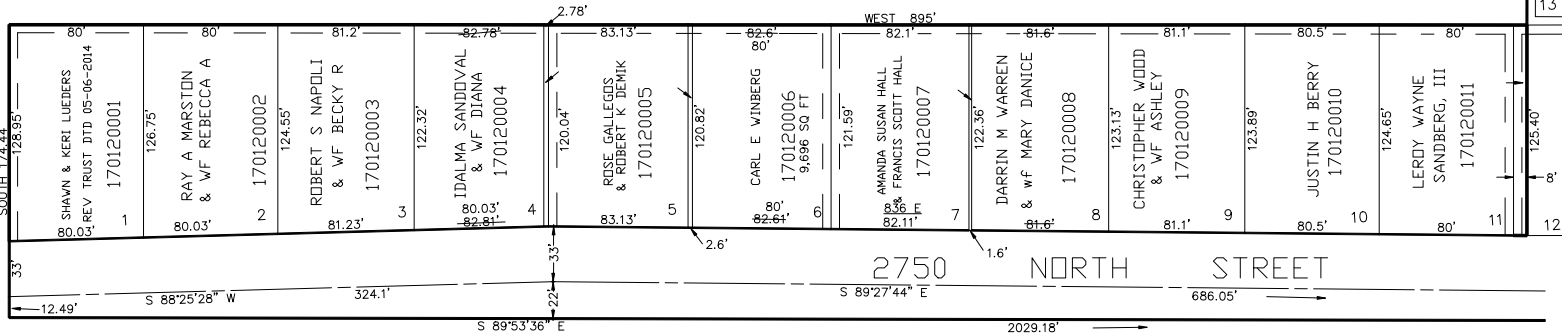 13
2.78'
WEST 895'
80'
80'
81.2'
82.78'
83.13'
82.6'
80'
82.1'
81.6'
81.1'
80.5'
80'
SOUTH 174.44
128.95'
SHAWN & KERI LUEDERS
REV TRUST DTD 05-06-2014
170120001
1
126.75'
RAY A MARSTON
& WF REBECCA A
170120002
2
124.55'
ROBERT S NAPOLI
& WF BECKY R
170120003
3
122.32'
IDALMA SANDOVAL
& WF DIANA
170120004
4
120.04'
ROSE GALLEGOS
& ROBERT K DEMIK
170120005
5
120.82'
CARL E WINBERG
170120006
9,696 SQ FT
6
121.59'
AMANDA SUSAN HALL
& FRANCIS SCOTT HALL
170120007
7
122.36'
DARRIN M WARREN
& wf MARY DANICE
170120008
8
123.13'
CHRISTOPHER WOOD
& WF ASHLEY
170120009
9
123.89'
JUSTIN H BERRY
170120010
10
124.65'
LEROY WAYNE
SANDBERG, III
170120011
11
125.40'
8'
12
80.03'
80.03'
81.23'
80.03'
82.81'
83.13'
80'
82.61'
836 E
82.11'
81.6'
81.1'
80.5'
80'
2.6'
1.6'
33'
33'
22'
2750 NORTH STREET
S 88°25'28" W
324.1'
S 89°27'44" E
686.05'
12.49'
S 89°53'36" E
2029.18'